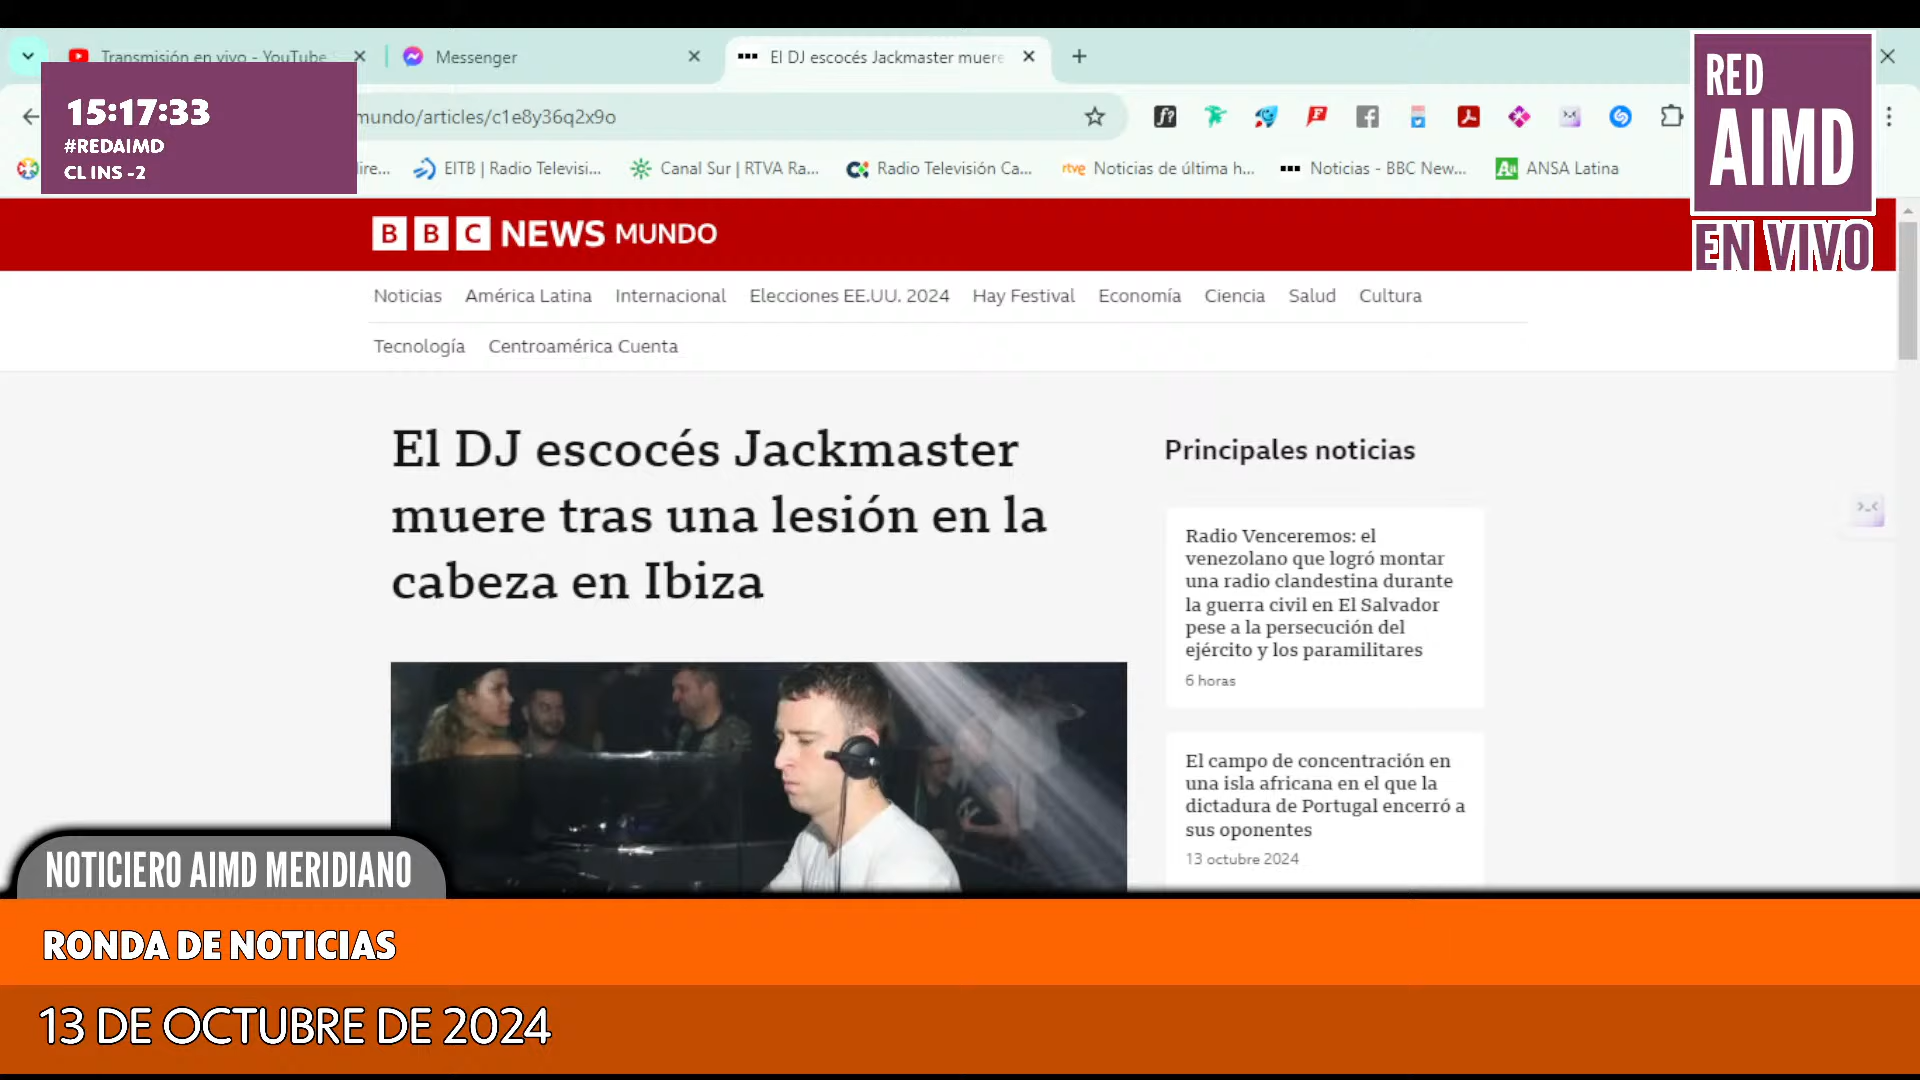 Transmisión en vivo - YouTube
Messenger
El DJ escocés Jackmaster muere
15:17:33
#REDAIMD
CL INS -2
mundo/articles/c1e8y36q2x9o
RED
AIMD
EN VIVO
ire...
EITB | Radio Televisi...
Canal Sur | RTVA Ra...
Radio Televisión Ca...
rtve Noticias de última h...
Noticias - BBC New...
ANSA Latina
BBC NEWS MUNDO
Noticias América Latina Internacional Elecciones EE.UU. 2024 Hay Festival Economía Ciencia Salud Cultura
Tecnología Centroamérica Cuenta
El DJ escocés Jackmaster
muere tras una lesión en la
cabeza en Ibiza
Principales noticias
Radio Venceremos: el
venezolano que logró montar
una radio clandestina durante
la guerra civil en El Salvador
pese a la persecución del
ejército y los paramilitares
6 horas
El campo de concentración en
una isla africana en el que la
dictadura de Portugal encerró a
sus oponentes
13 octubre 2024
NOTICIERO AIMD MERIDIANO
RONDA DE NOTICIAS
13 DE OCTUBRE DE 2024